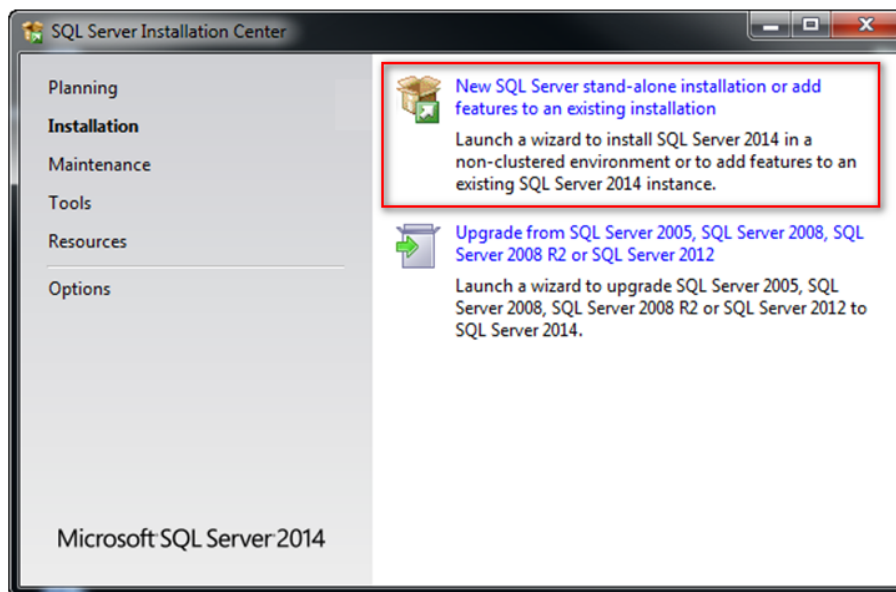 SQL Server Installation Center
Planning
Installation
Maintenance
Tools
Resources
Options
Microsoft SQL Server 2014
New SQL Server stand-alone installation or add
features to an existing installation
Launch a wizard to install SQL Server 2014 in a
non-clustered environment or to add features to an
existing SQL Server 2014 instance.
Upgrade from SQL Server 2005, SQL Server 2008, SQL
Server 2008 R2 or SQL Server 2012
Launch a wizard to upgrade SQL Server 2005, SQL
Server 2008, SQL Server 2008 R2 or SQL Server 2012 to
SQL Server 2014.